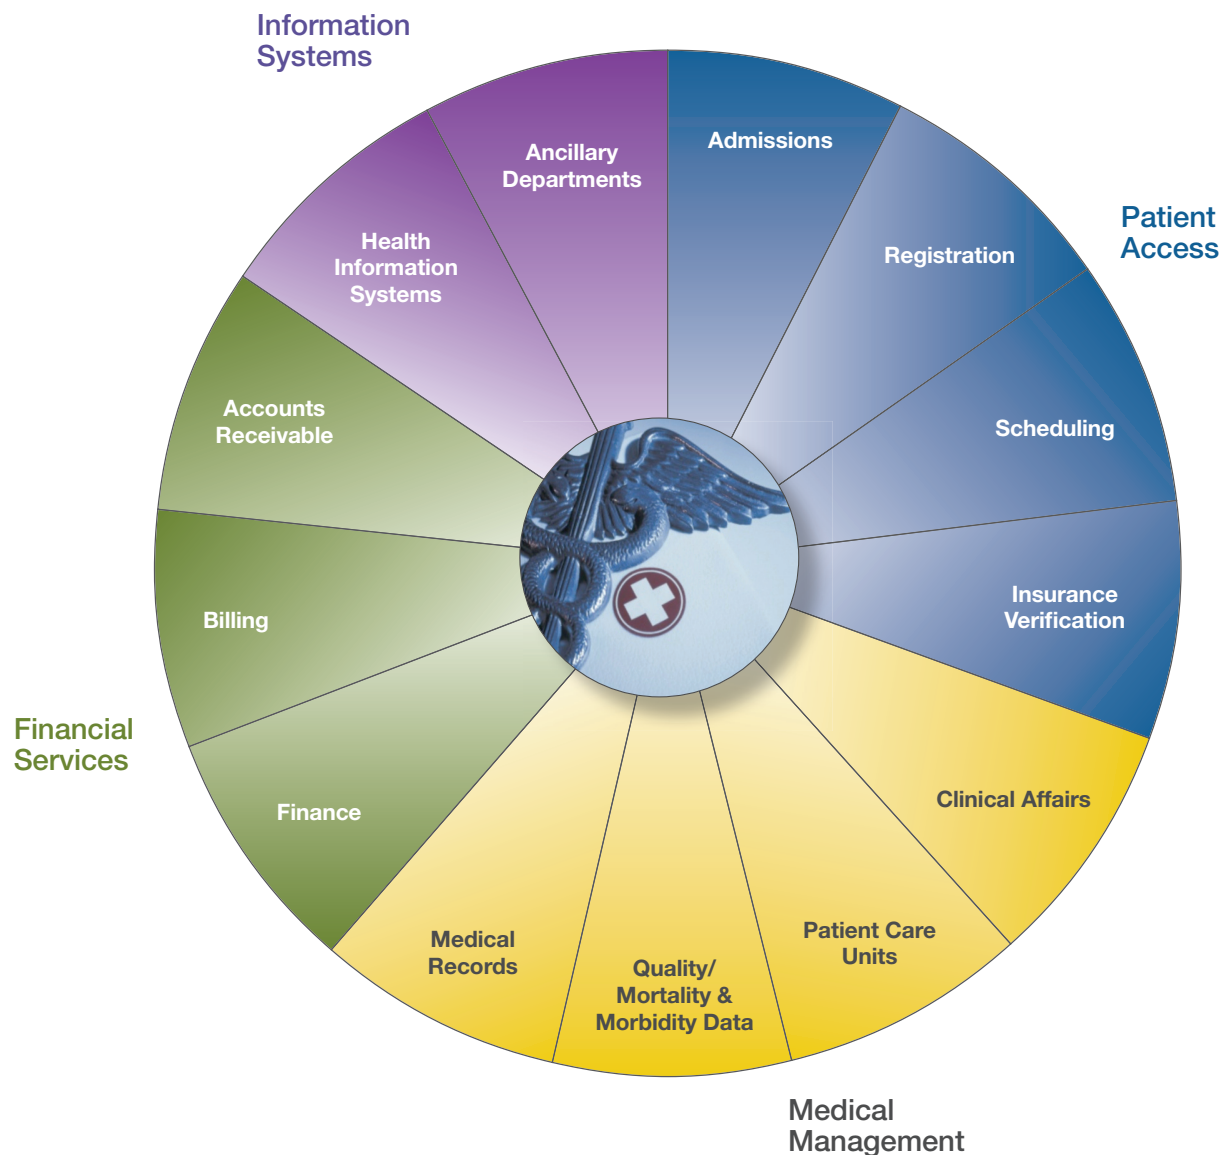 Information
Systems
Ancillary
Departments
Admissions
Patient
Access
Registration
Health
Information
Systems
Scheduling
Accounts
Receivable
Insurance
Verification
Billing
Financial
Services
Clinical Affairs
Finance
Patient Care
Units
Medical
Records
Quality/
Mortality &
Morbidity Data
Medical
Management